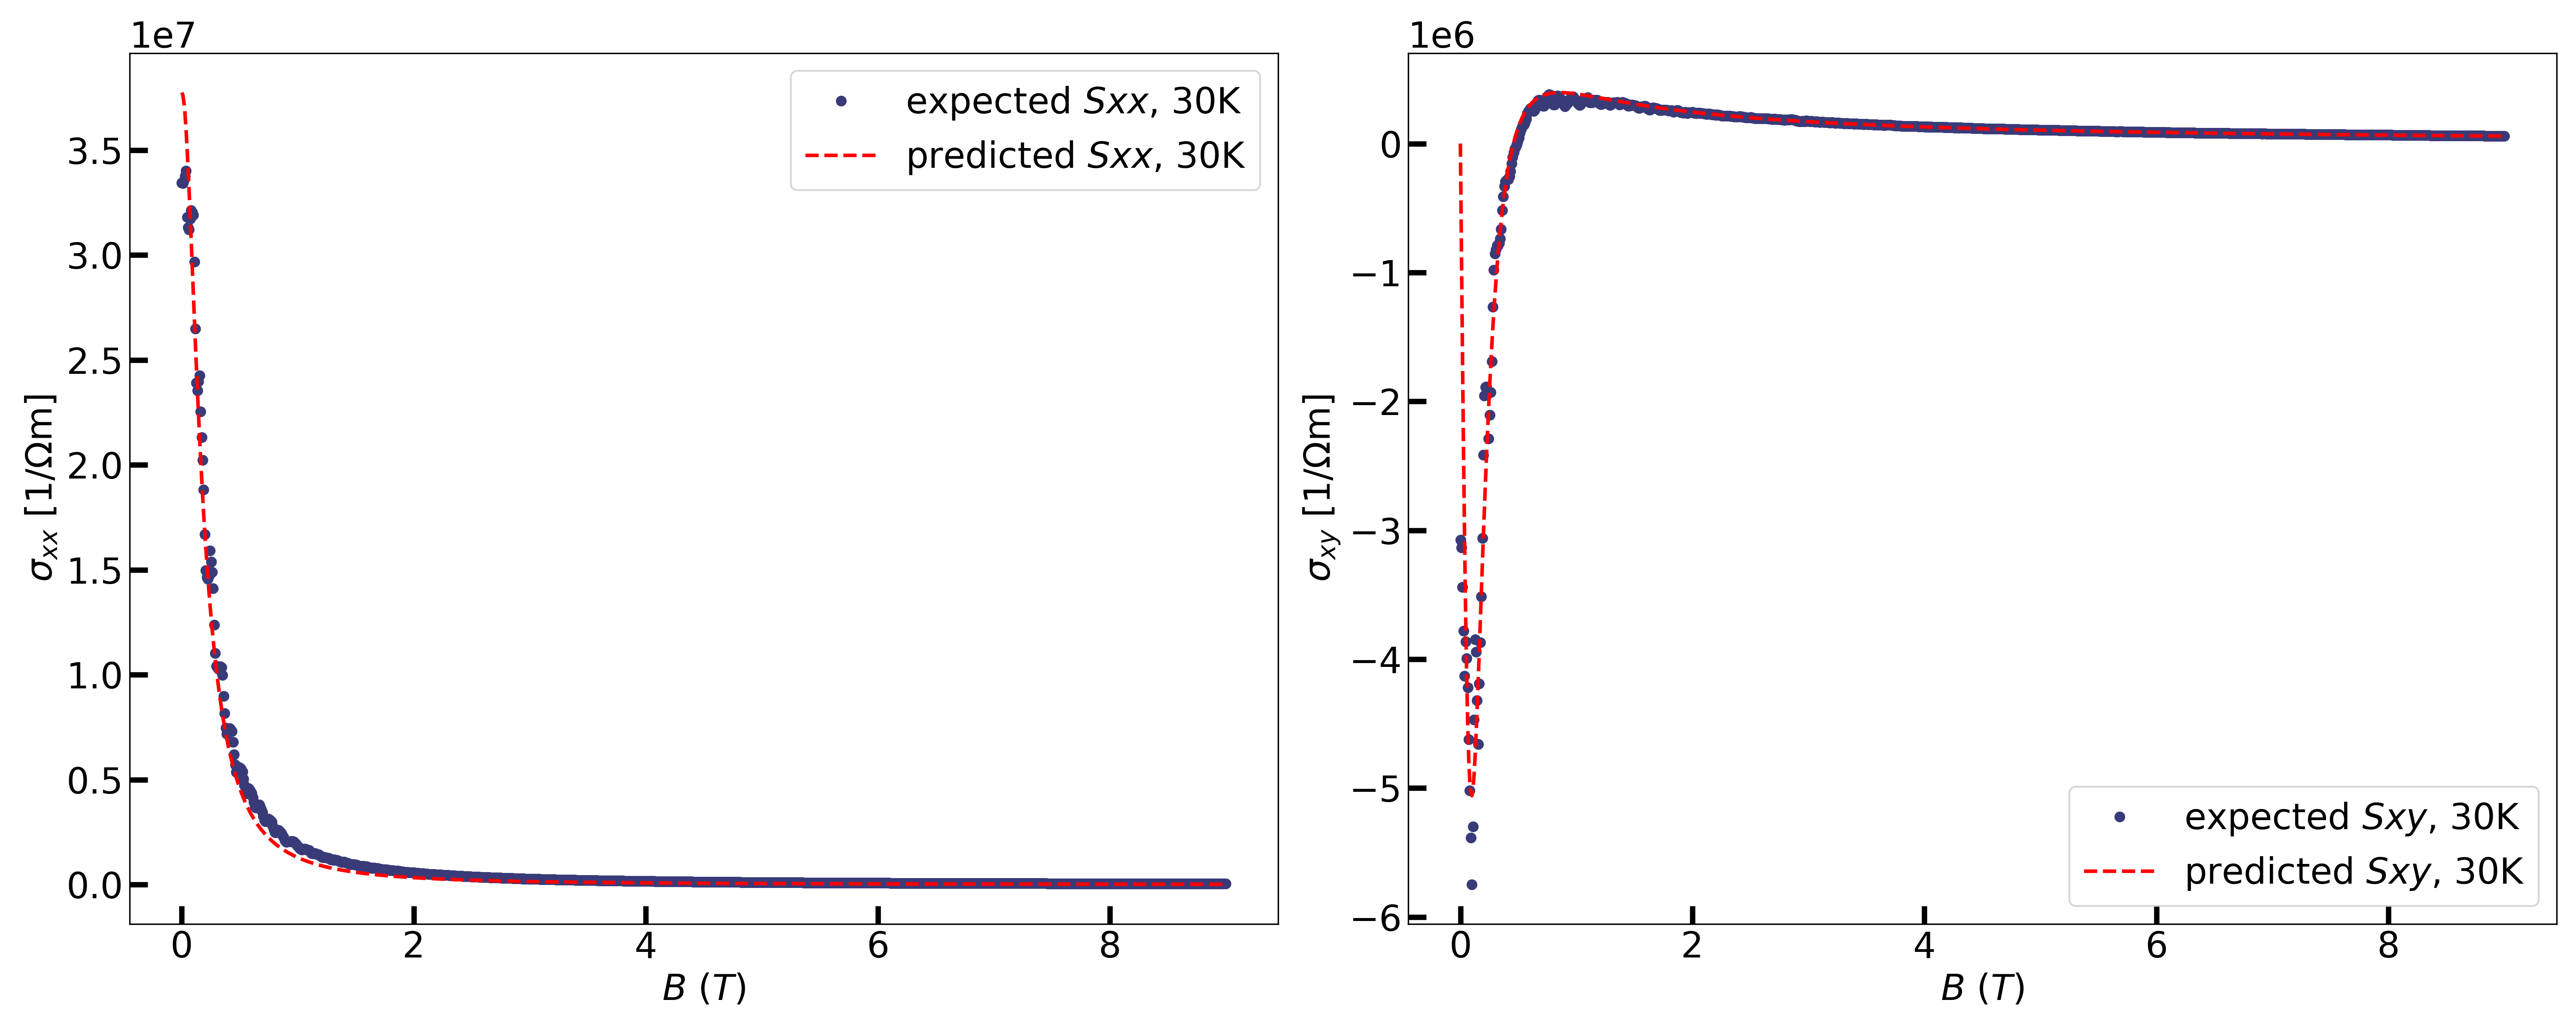 1e7
expected Sxx, 30K
predicted Sxx, 30K
3.5
3.0
2.5
2.0
1.5
1.0
0.5
0.0
σxx [1/Ωm]
0 2 4 6 8
B (T)
1e6
0
−1
−2
−3
−4
−5
−6
σxy [1/Ωm]
expected Sxy, 30K
predicted Sxy, 30K
0 2 4 6 8
B (T)